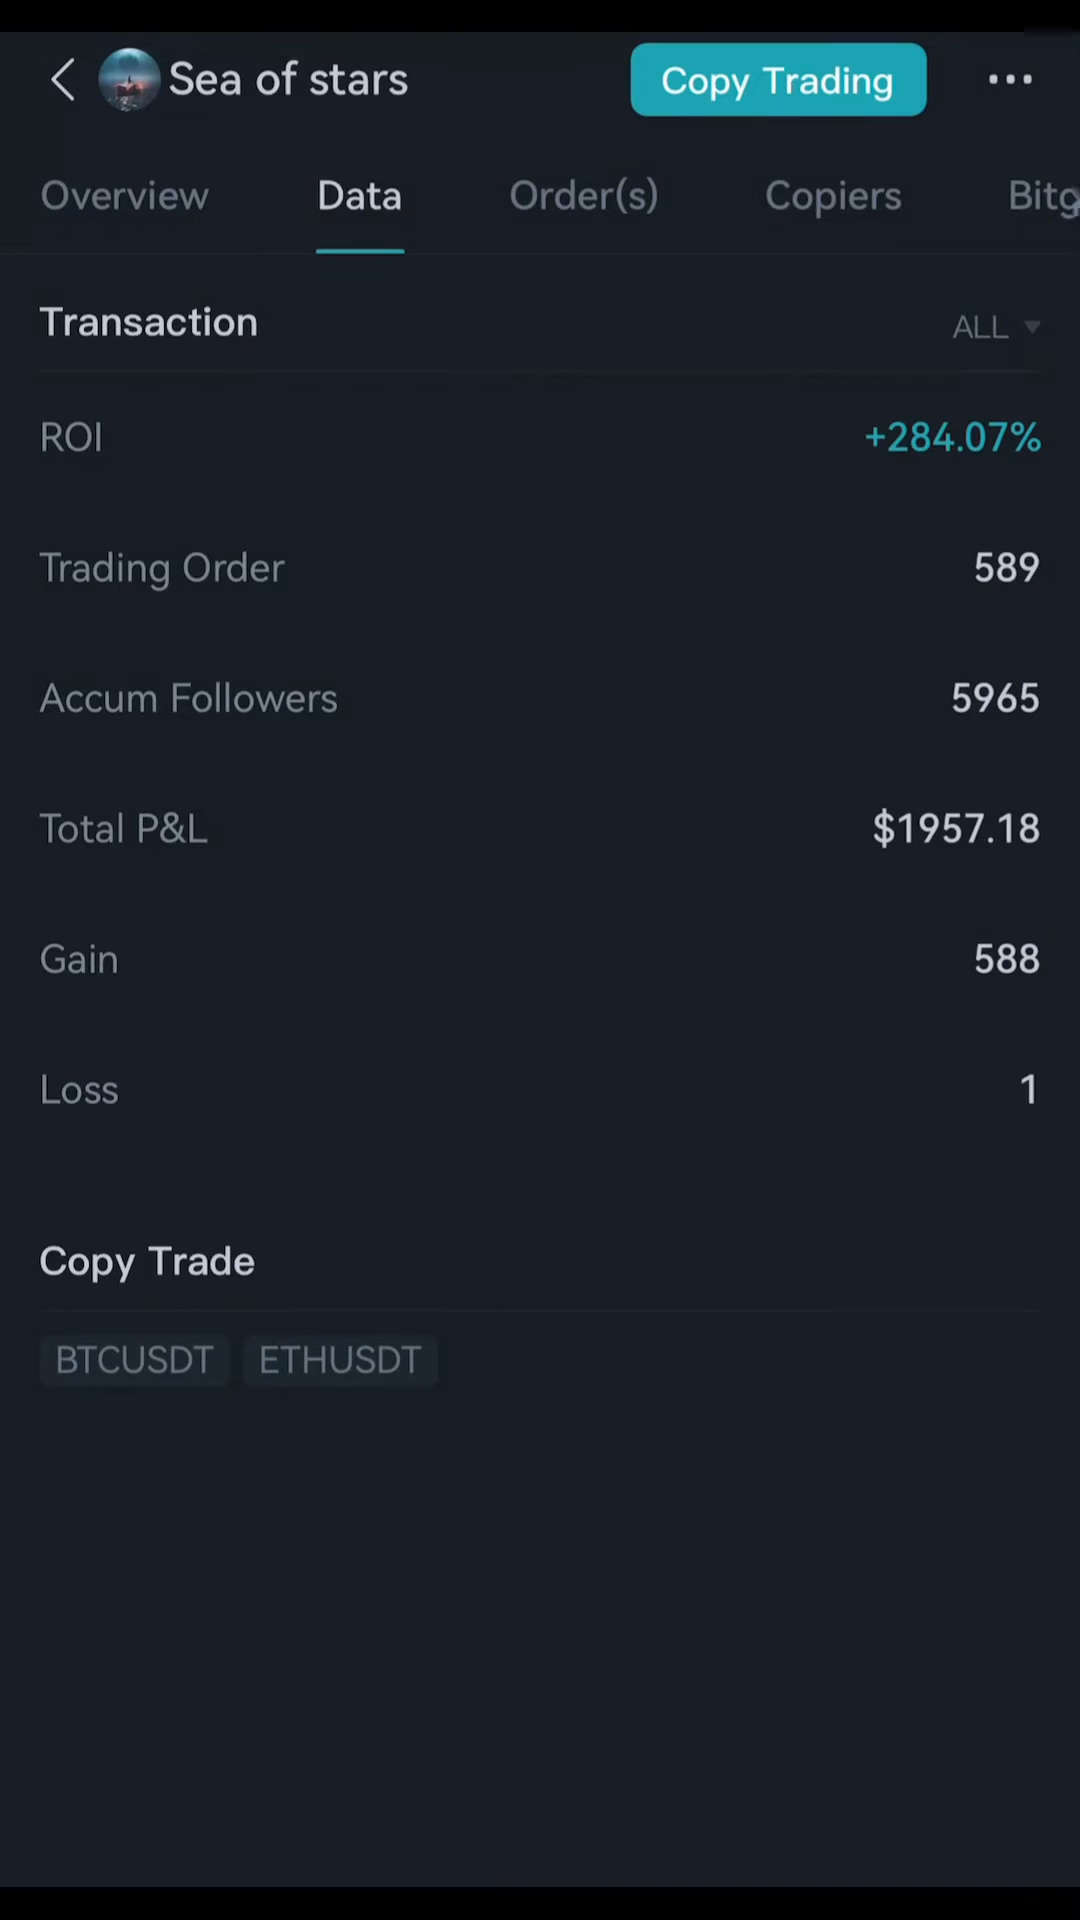 Sea of stars
Copy Trading
Overview
Data
Order(s)
Copiers
Bitg
Transaction
ALL
ROI
+284.07%
Trading Order
589
Accum Followers
5965
Total P&L
$1957.18
Gain
588
Loss
1
Copy Trade
BTCUSDT
ETHUSDT